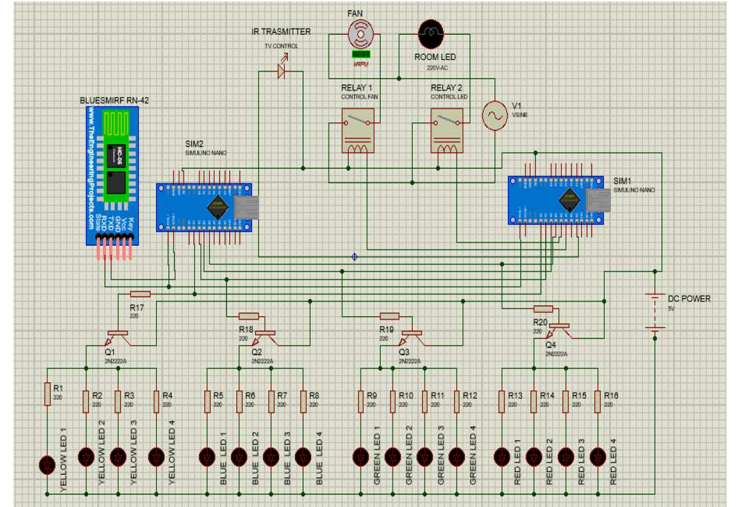 FAN
kRPM
IR TRASMITTER
TV CONTROL
ROOM LED
220V-AC
V1
VSINE
RELAY 1
CONTROL FAN
RELAY 2
CONTROL LED
BLUESMIRF RN-42
www.TheEngineeringProjects.com
HC-05
Key
Vcc
GND
TXD
RXD
State
SIM2
SIMULINO NANO
SIM1
SIMULINO NANO
DC POWER
5V
R17
220
R18
220
R19
220
R20
220
Q1
2N2222A
Q2
2N2222A
Q3
2N2222A
Q4
2N2222A
R1
220
R2
220
R3
220
R4
220
R5
220
R6
220
R7
220
R8
220
R9
220
R10
220
R11
220
R12
220
R13
220
R14
220
R15
220
R16
220
YELLOW LED 1
YELLOW LED 2
YELLOW LED 3
YELLOW LED 4
BLUE LED 1
BLUE LED 2
BLUE LED 3
BLUE LED 4
GREEN LED 1
GREEN LED 2
GREEN LED 3
GREEN LED 4
RED LED 1
RED LED 2
RED LED 3
RED LED 4